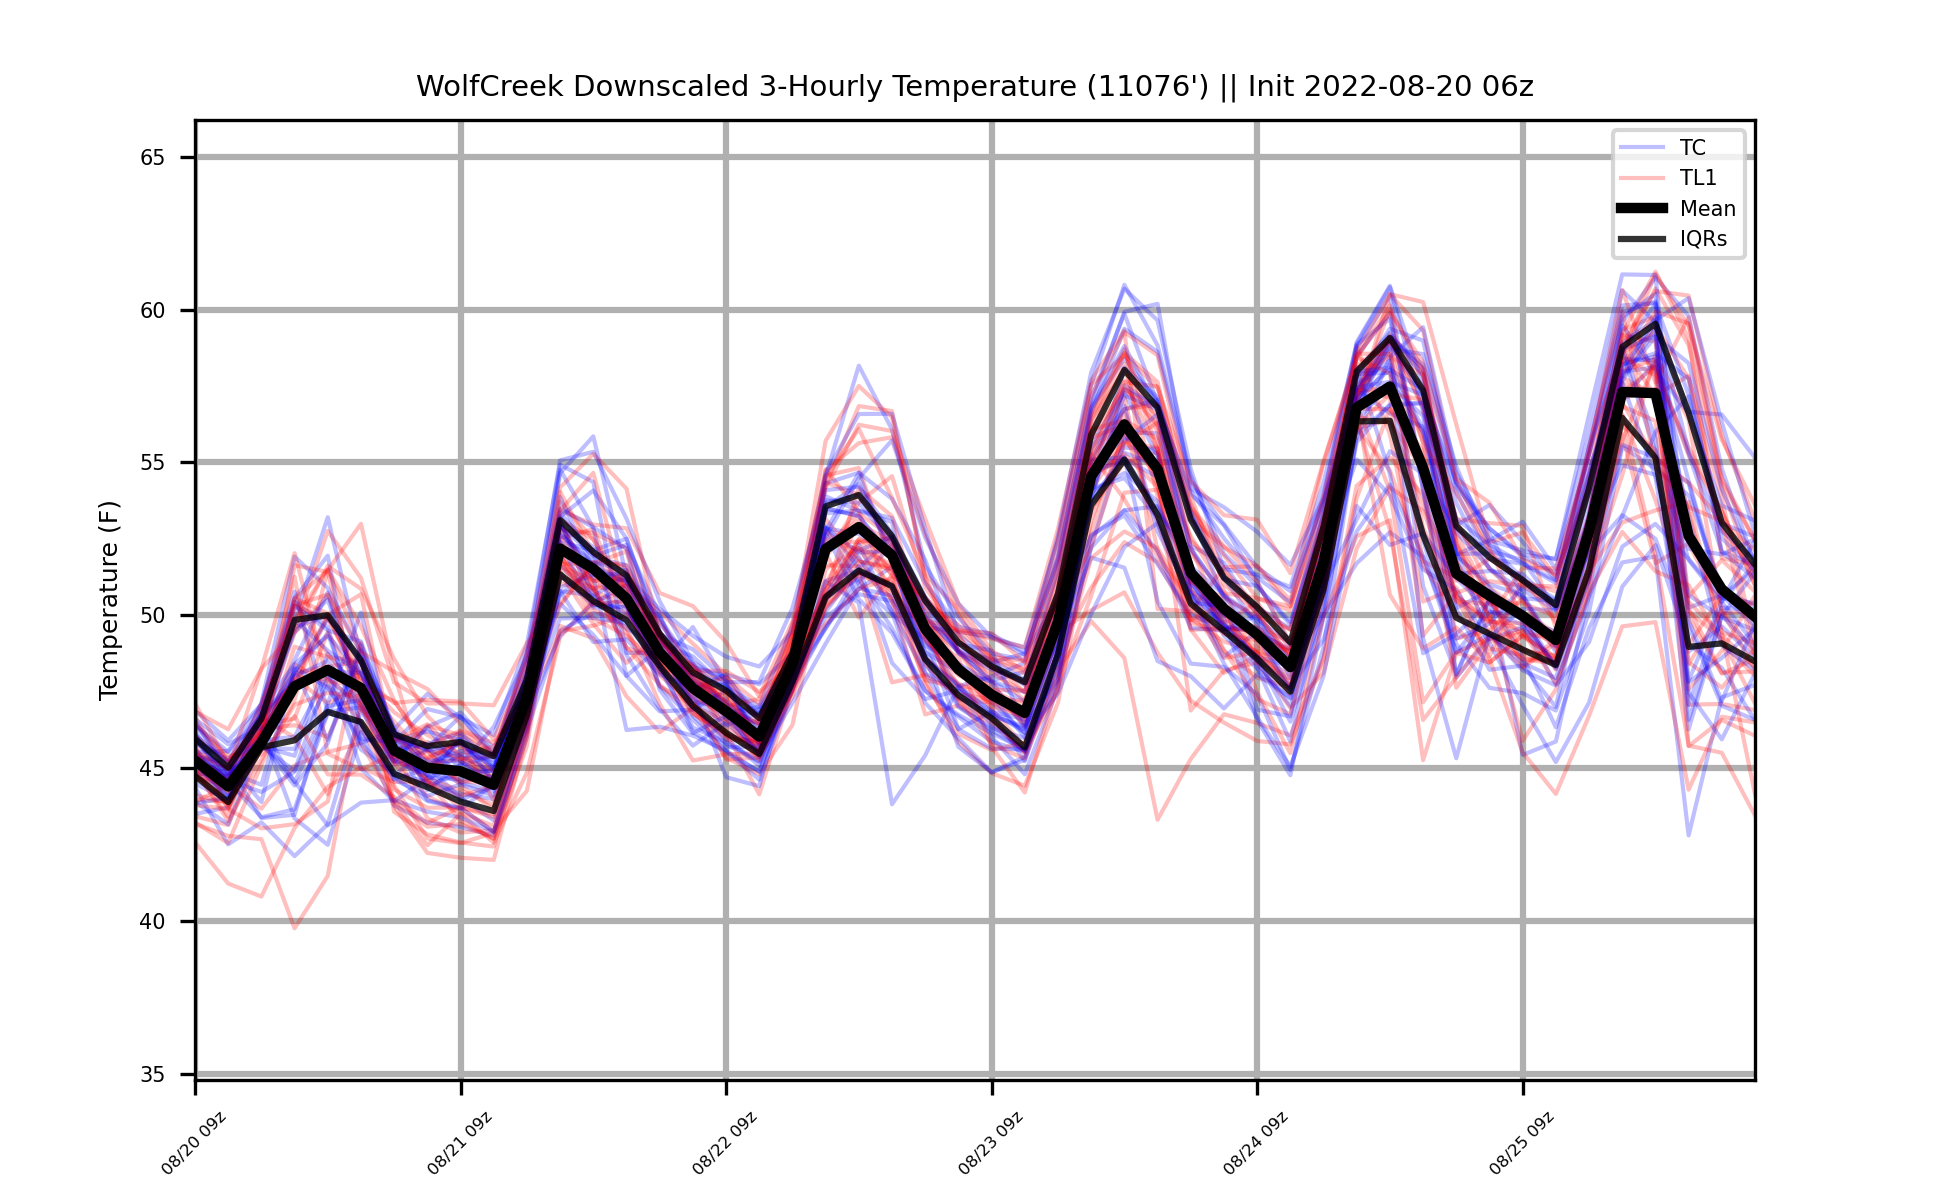 WolfCreek Downscaled 3-Hourly Temperature (11076') || Init 2022-08-20 06z
TC
TL1
Mean
IQRs
Temperature (F)
65
60
55
50
45
40
35
08/20 09z
08/21 09z
08/22 09z
08/23 09z
08/24 09z
08/25 09z